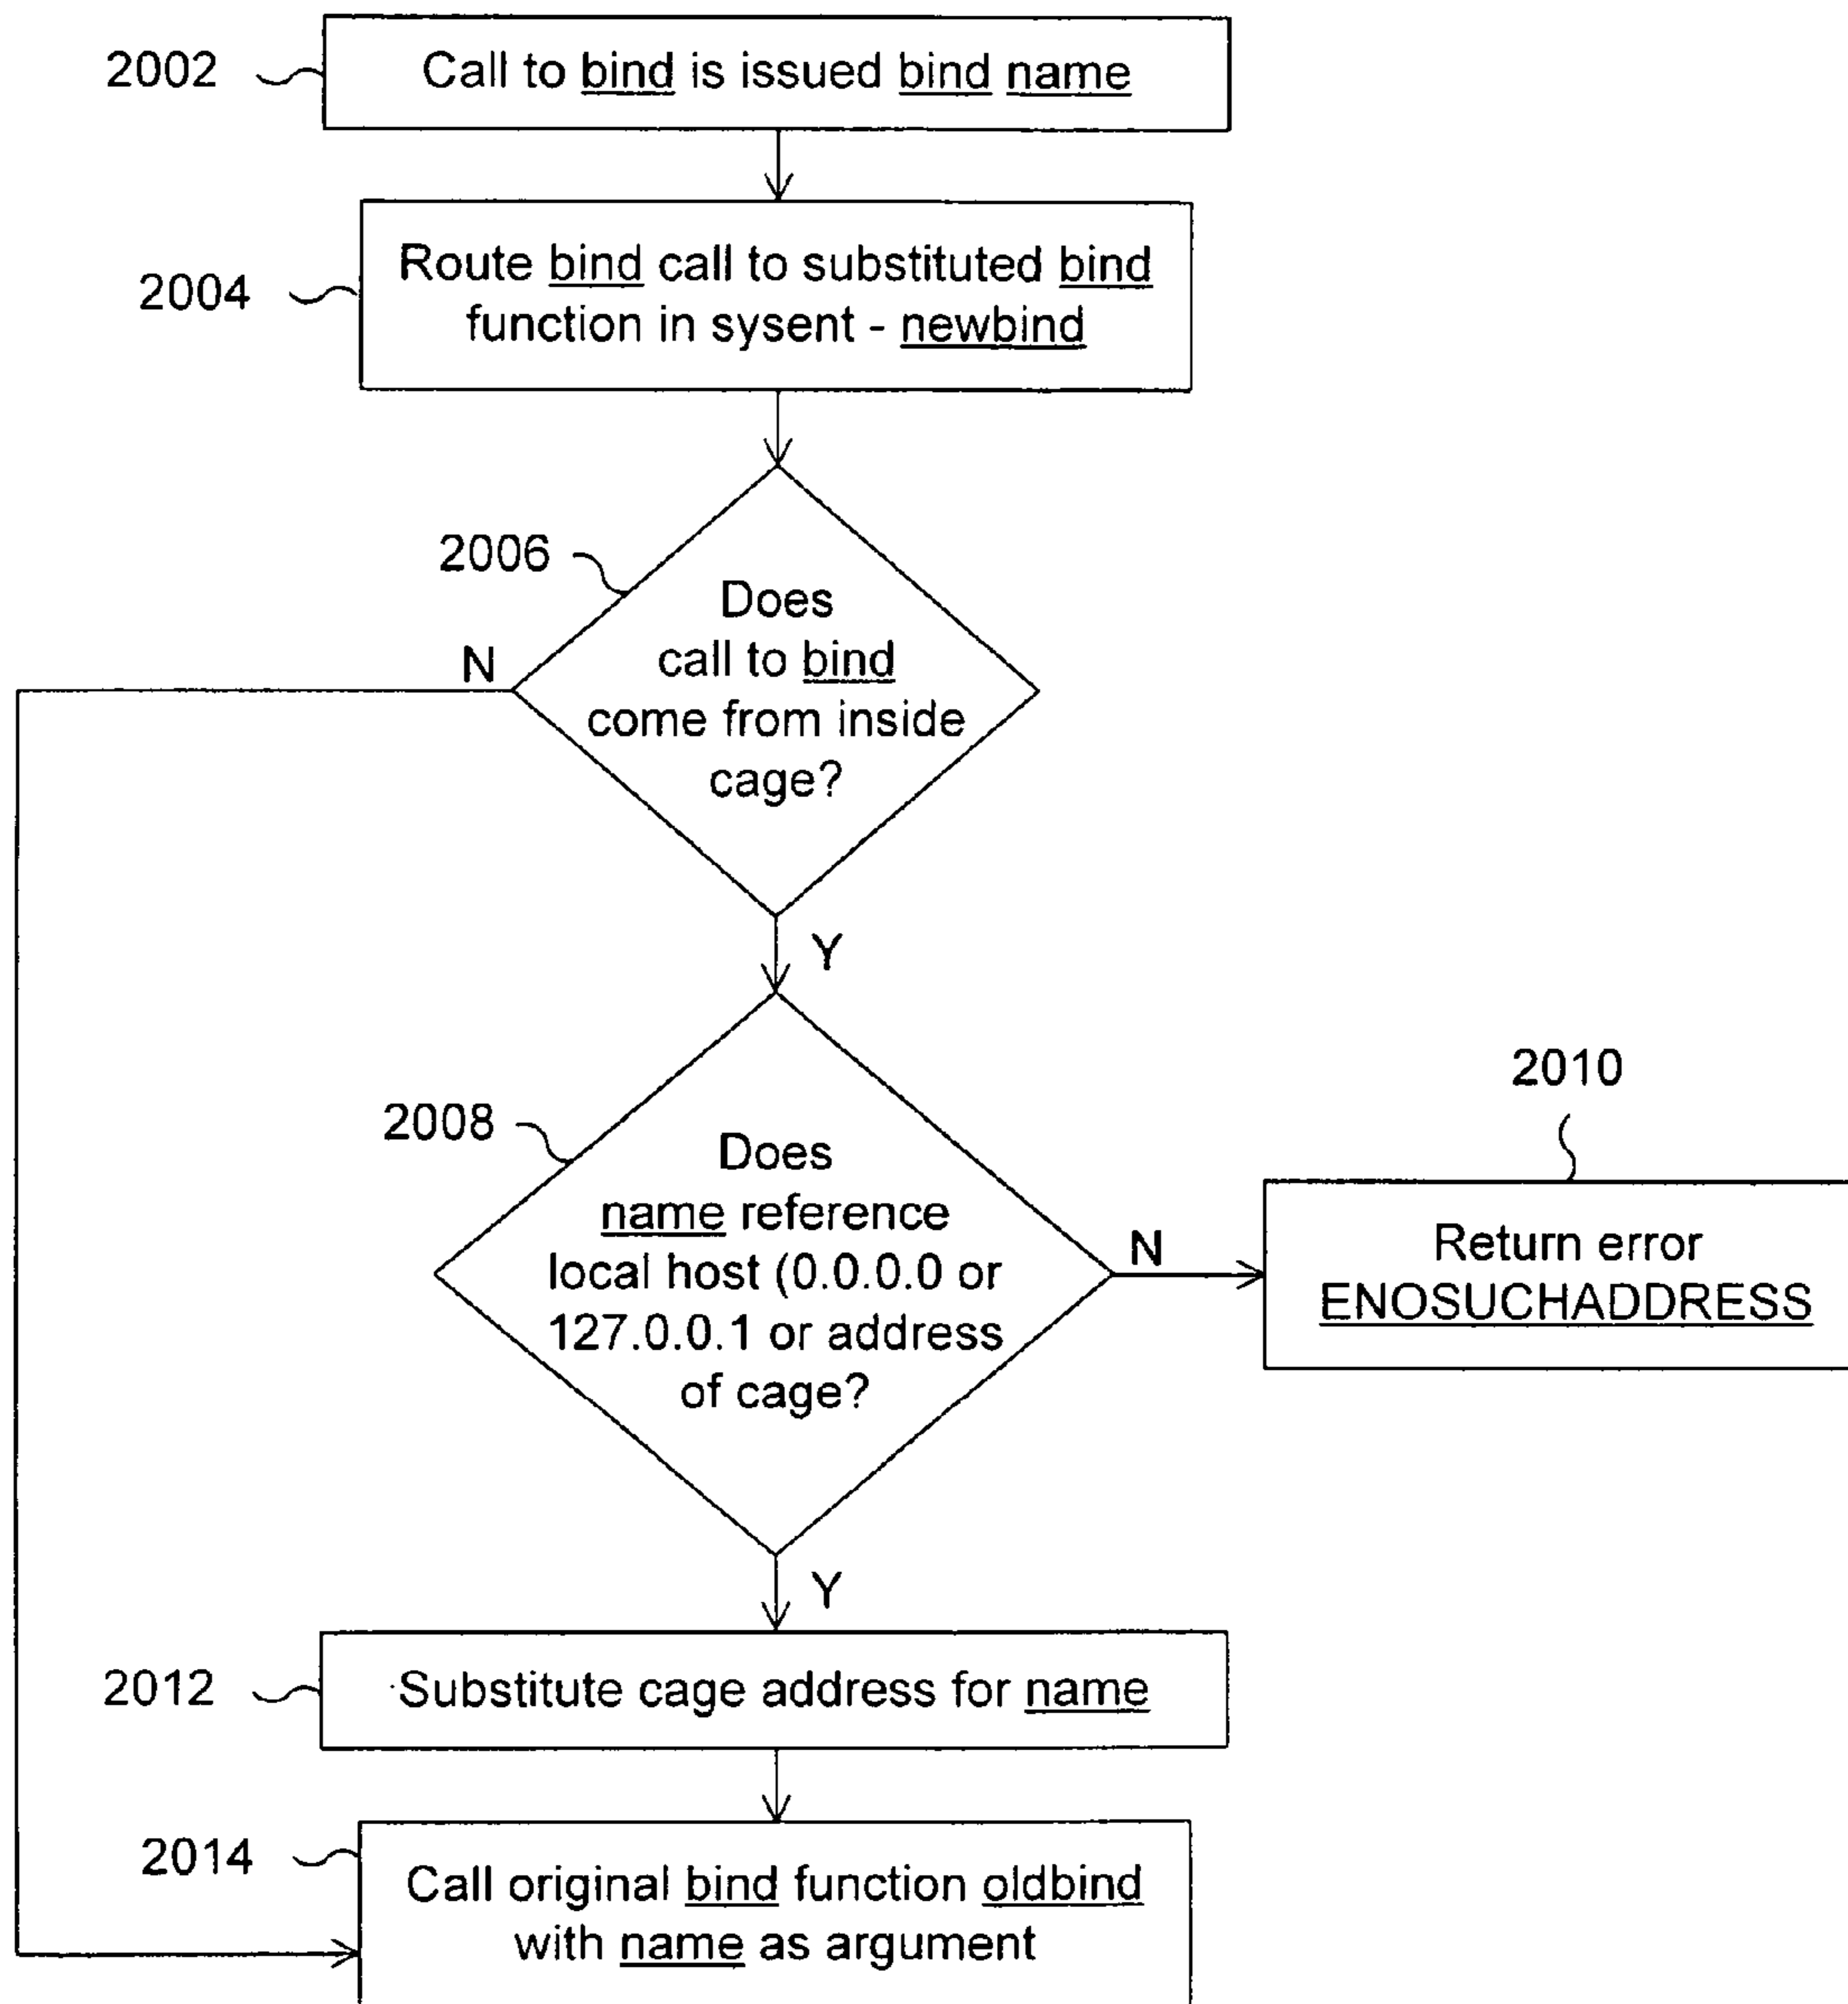 2002
Call to bind is issued bind name
2004
Route bind call to substituted bind
function in sysent - newbind
2006
Does
call to bind
come from inside
cage?
N
Y
2008
Does
name reference
local host (0.0.0.0 or
127.0.0.1 or address
of cage?
N
2010
Return error
ENOSUCHADDRESS
Y
2012
Substitute cage address for name
2014
Call original bind function oldbind
with name as argument